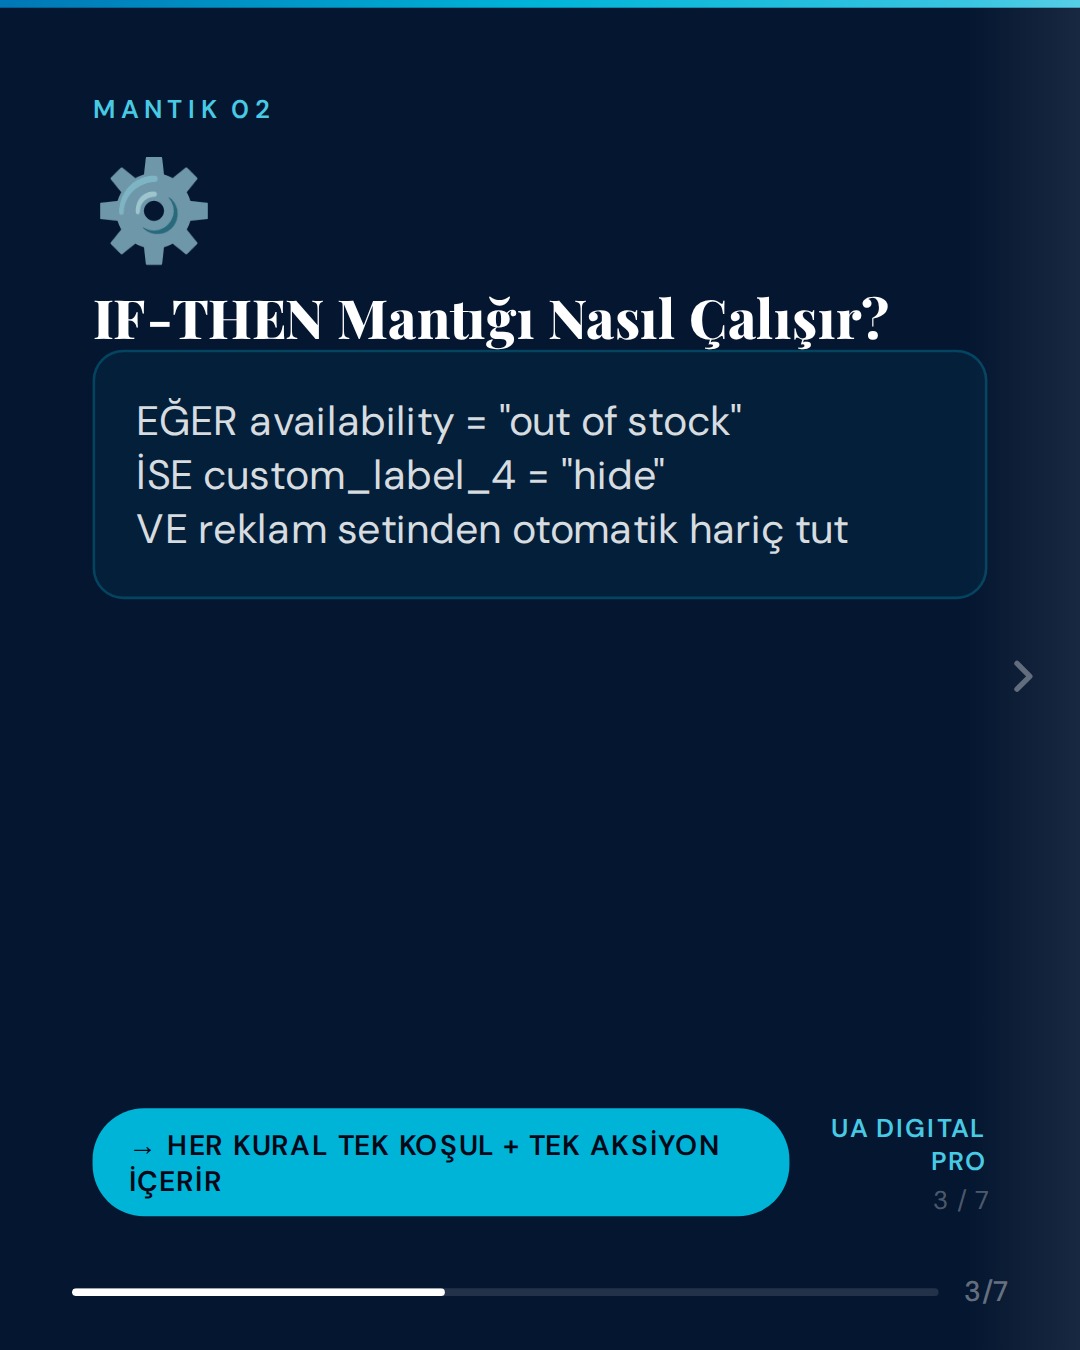 MANTIK 02
IF-THEN Mantığı Nasıl Çalışır?
EĞER availability = "out of stock"
İSE custom_label_4 = "hide"
VE reklam setinden otomatik hariç tut
→ HER KURAL TEK KOŞUL + TEK AKSİYON
İÇERİR
UA DIGITAL
PRO
3 / 7
3/7